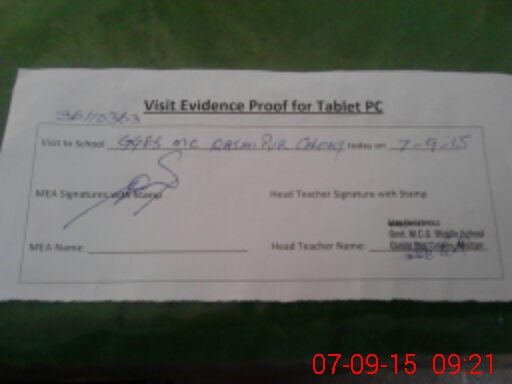 Visit Evidence Proof for Tablet PC
36110363
Visit to School GGES MC QASIM PUR COLONY today on 7-9-15
MEA Signatures with Stamp Head Teacher Signature with Stamp
Govt. M.C.G. Middle School
MEA Name: Head Teacher Name:
07-09-15 09:21